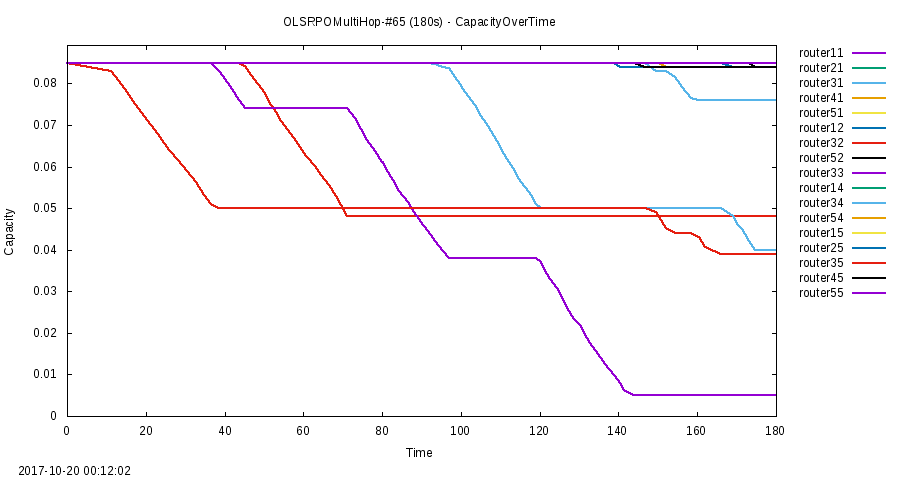 OLSRPOMultiHop-#65 (180s) - CapacityOverTime
router11
router21
router31
router41
router51
router12
router32
router52
router33
router14
router34
router54
router15
router25
router35
router45
router55
Capacity
0.08
0.07
0.06
0.05
0.04
0.03
0.02
0.01
0
0 20 40 60 80 100 120 140 160 180
Time
2017-10-20 00:12:02